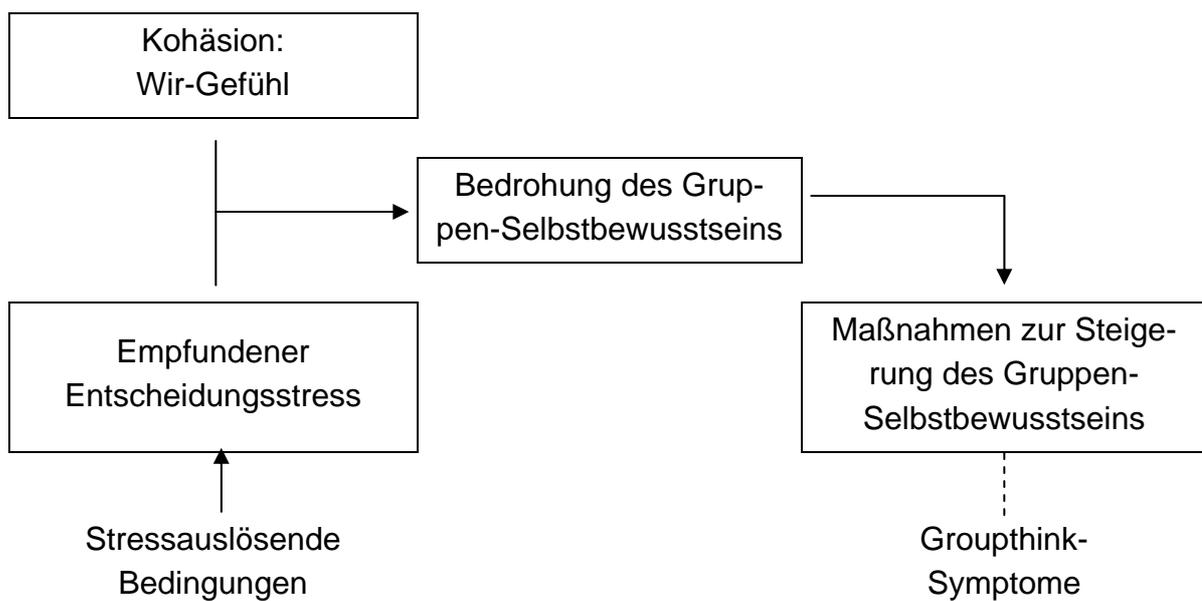 Kohäsion:
Wir-Gefühl
Bedrohung des Grup-
pen-Selbstbewusstseins
Empfundener
Entscheidungsstress
Maßnahmen zur Steige-
rung des Gruppen-
Selbstbewusstseins
Stressauslösende
Bedingungen
Groupthink-
Symptome